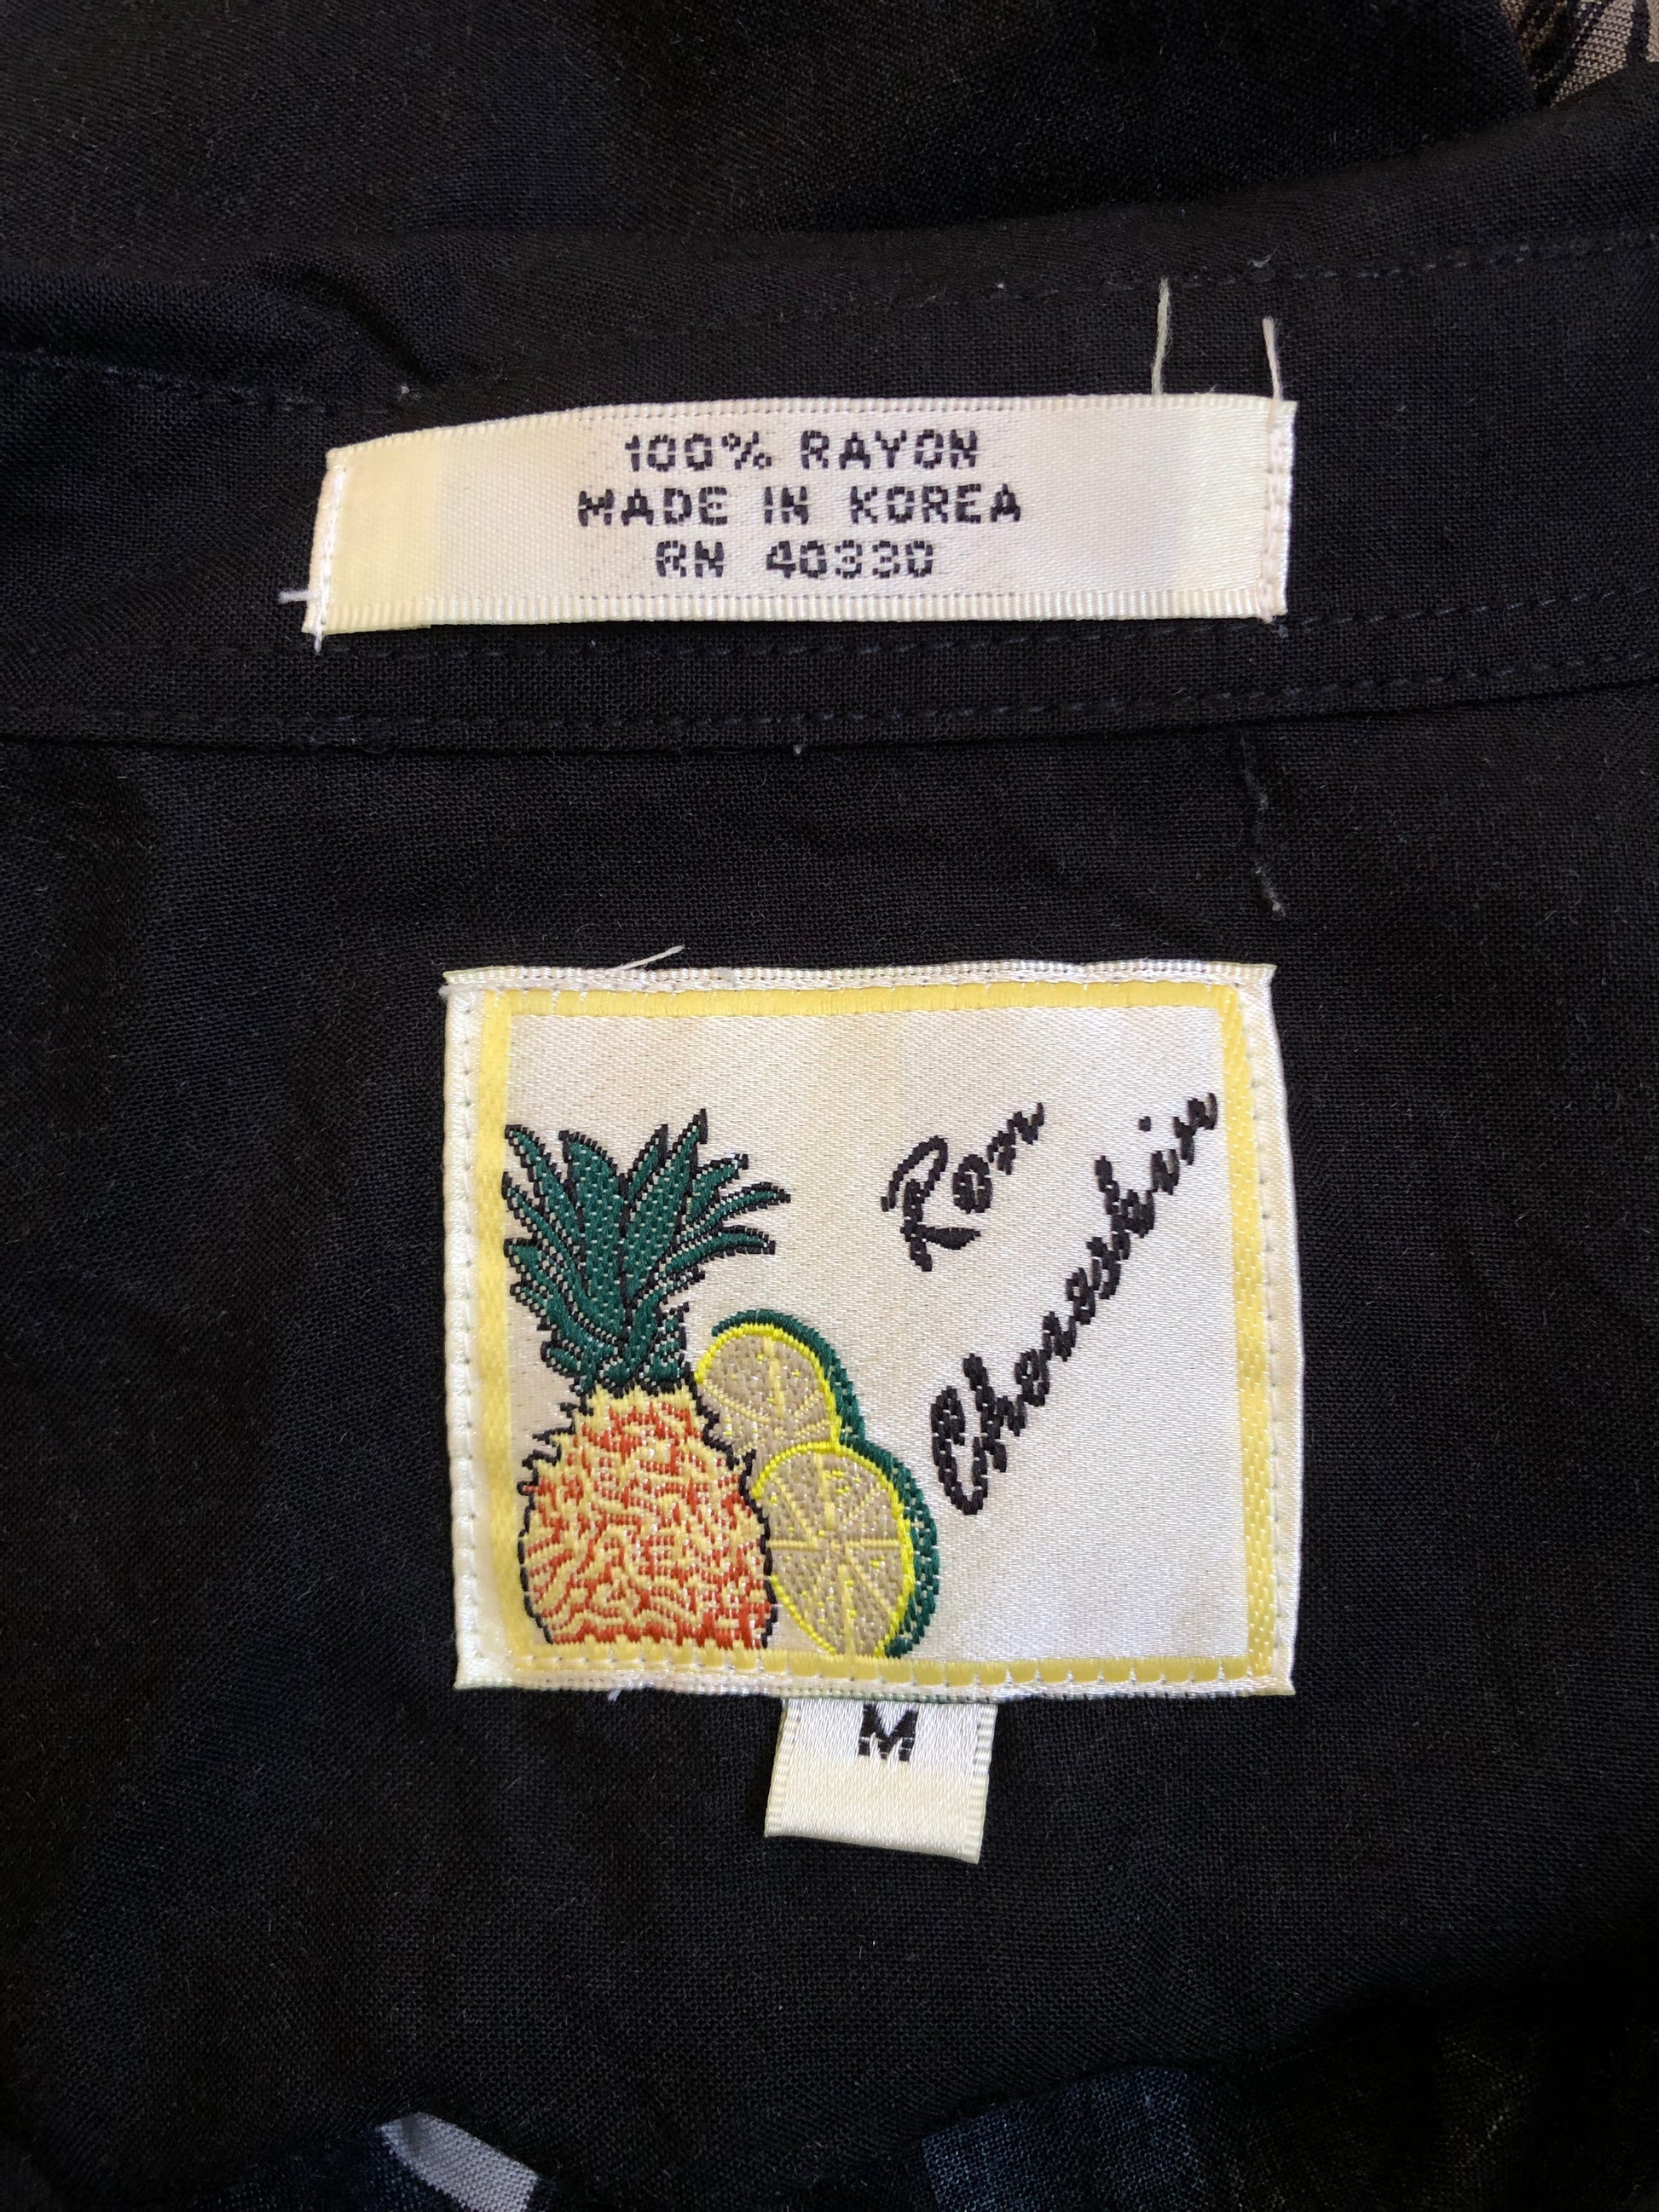 100% RAYON
MADE IN KOREA
RN 40330
Ron
Chereskin
M